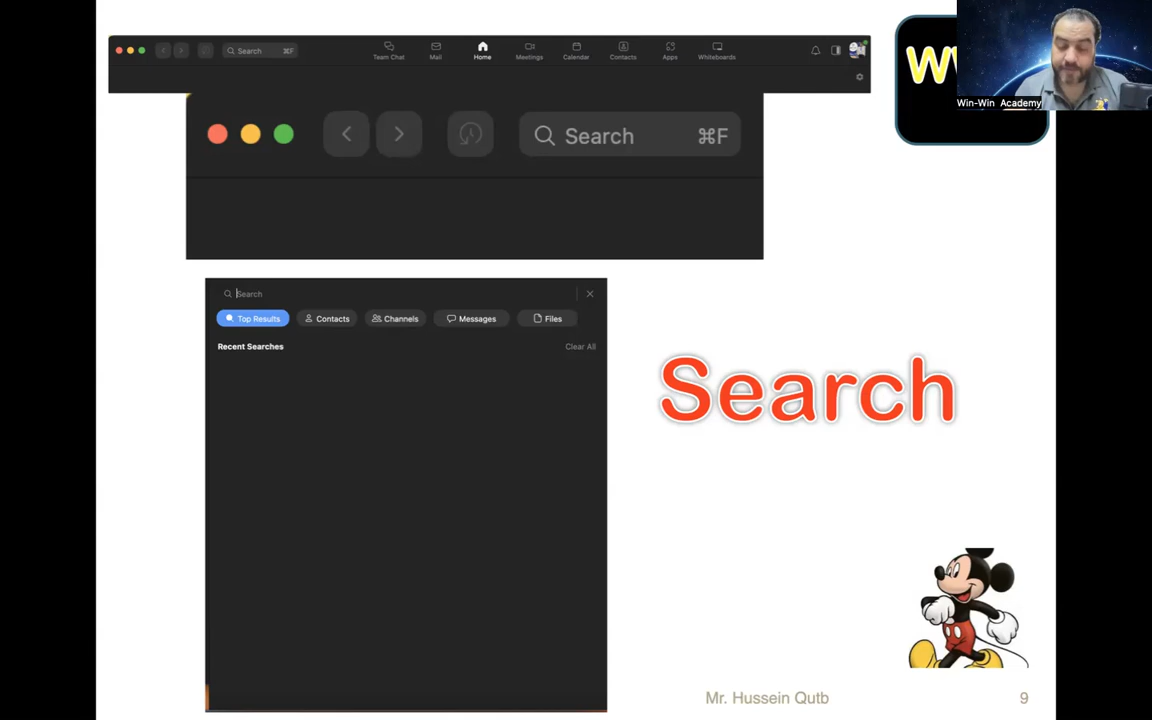 Search ⌘F
Team Chat Mail Home Meetings Calendar Contacts Apps Whiteboards
Win-Win Academy
Search ⌘F
Search
Top Results Contacts Channels Messages Files
Recent Searches Clear All
Search
Mr. Hussein Qutb 9